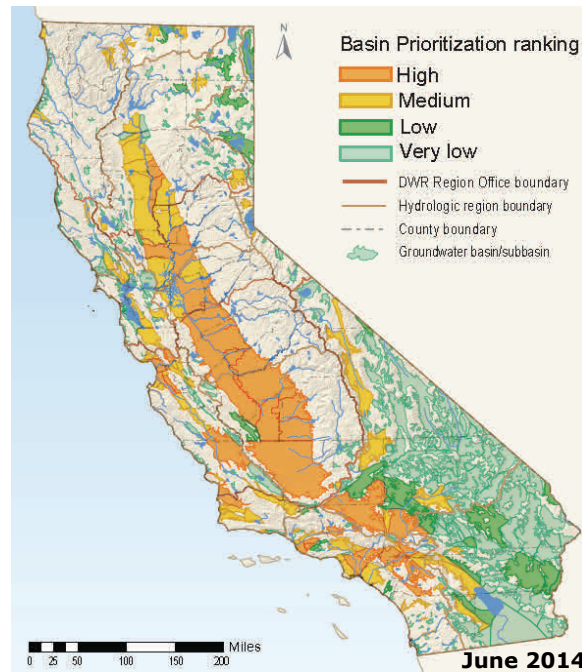 N
Basin Prioritization ranking
High
Medium
Low
Very low
DWR Region Office boundary
Hydrologic region boundary
County boundary
Groundwater basin/subbasin
Miles
0 25 50 100 150 200
June 2014